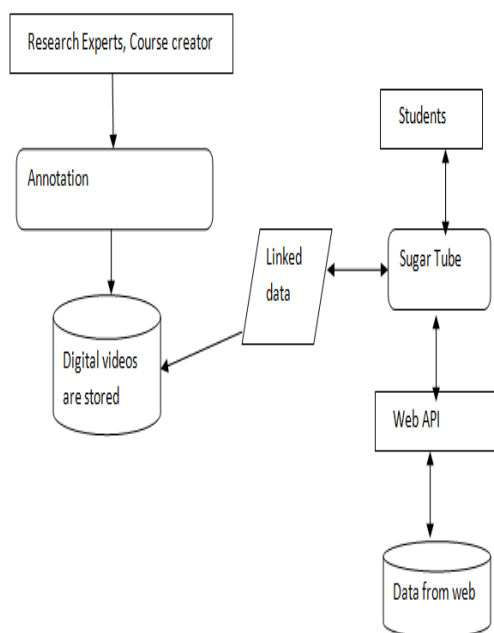 Research Experts, Course creator
Students
Annotation
Sugar Tube
Linked
data
Digital videos
are stored
Web API
Data from web